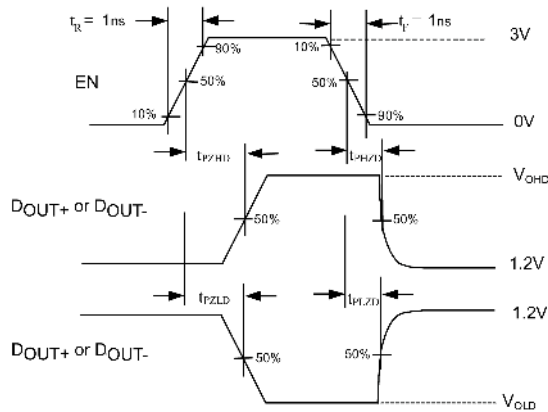 tR = 1ns
tF = 1ns
3V
90%
10%
EN
50%
50%
10%
90%
0V
tPZHD
tPHZD
VOHD
DOUT+ or DOUT-
50%
50%
1.2V
tPZLD
tPLZD
1.2V
DOUT+ or DOUT-
50%
50%
VOLD